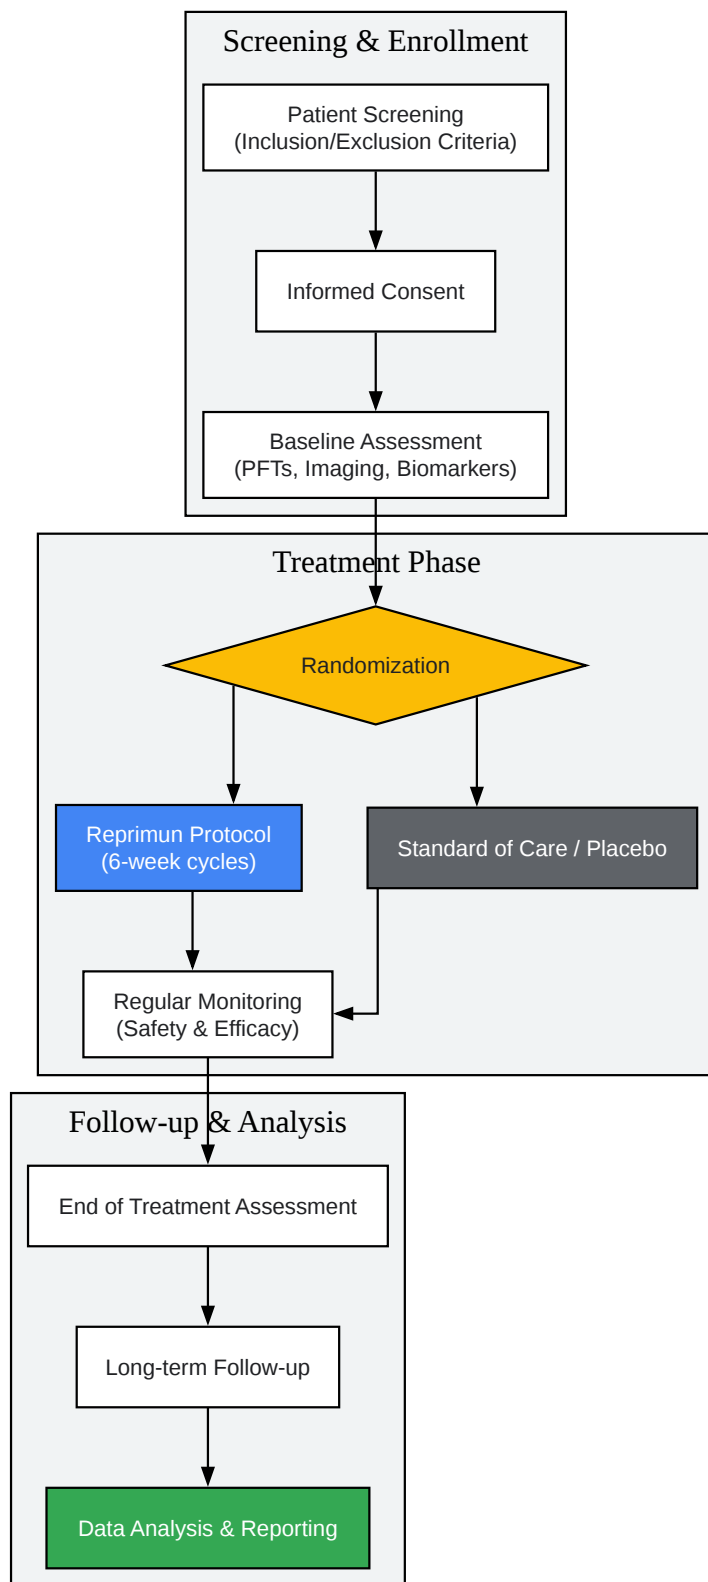 Screening & Enrollment
Patient Screening
(Inclusion/Exclusion Criteria)
Informed Consent
Baseline Assessment
(PFTs, Imaging, Biomarkers)
Treatment Phase
Randomization
Reprimun Protocol
(6-week cycles)
Standard of Care / Placebo
Regular Monitoring
(Safety & Efficacy)
Follow-up & Analysis
End of Treatment Assessment
Long-term Follow-up
Data Analysis & Reporting